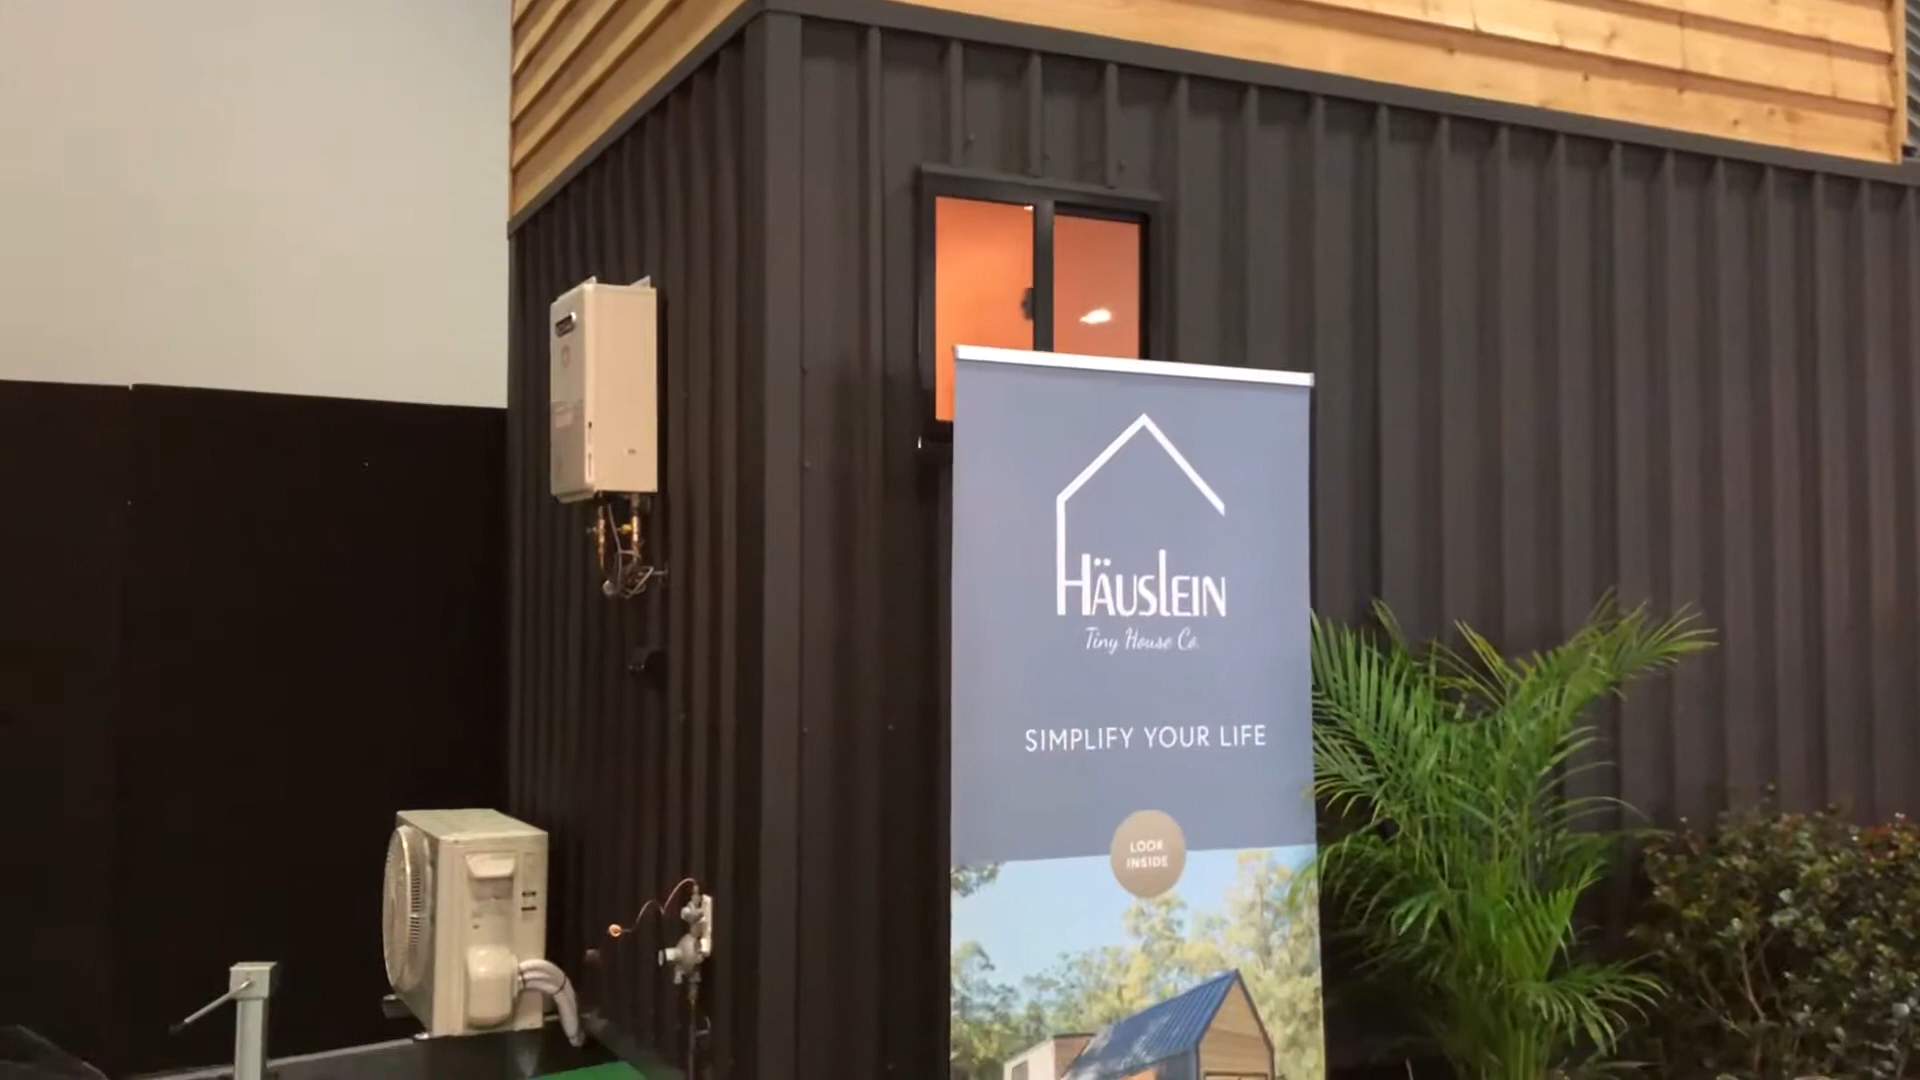 HÄUSLEIN
Tiny House Co.
SIMPLIFY YOUR LIFE
LOOK
INSIDE